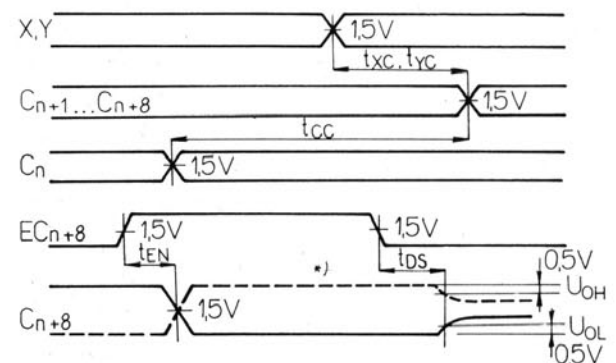 X,Y 1,5V
tXC, tYC
Cn+1...Cn+8 1,5V
tCC
Cn 1,5V
ECn+8 1,5V 1,5V
tEN *) tDS 0,5V
Cn+8 1,5V UOH
UOL
0,5V